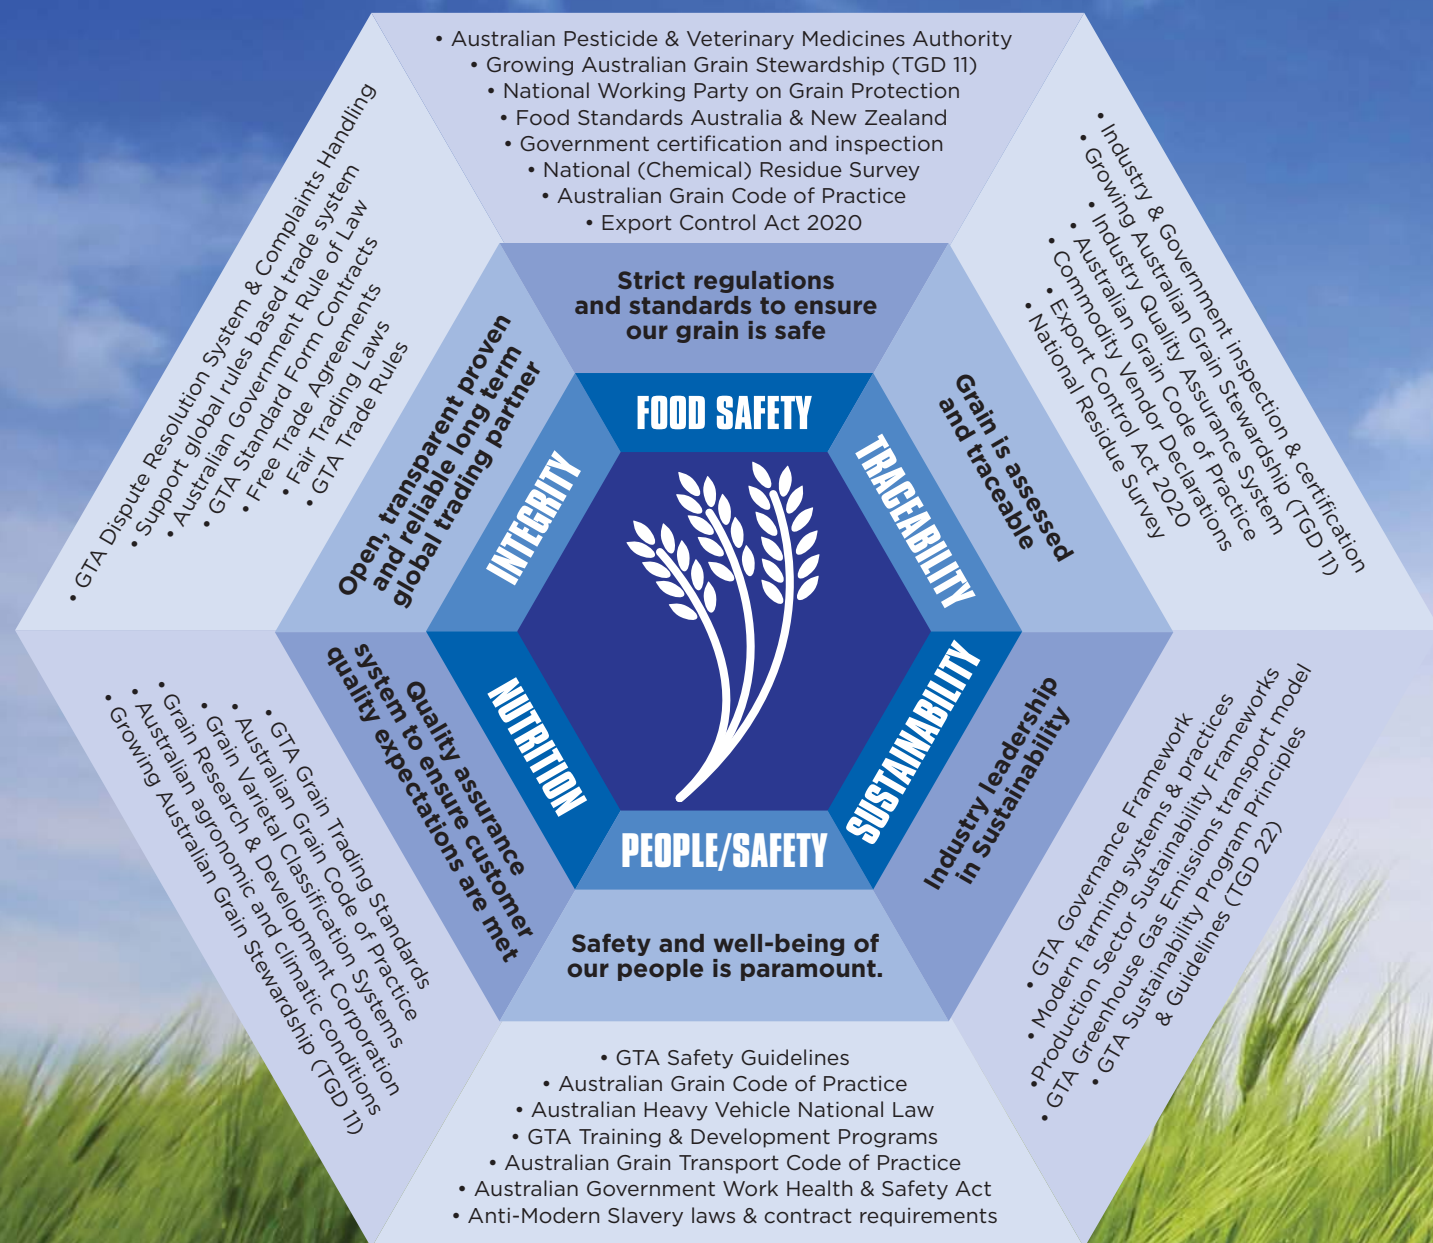 • Australian Pesticide & Veterinary Medicines Authority
• Growing Australian Grain Stewardship (TGD 11)
• National Working Party on Grain Protection
• Food Standards Australia & New Zealand
• Government certification and inspection
• National (Chemical) Residue Survey
• Australian Grain Code of Practice
• Export Control Act 2020
Strict regulations
and standards to ensure
our grain is safe
FOOD SAFETY
• Industry & Government inspection & certification
• Growing Australian Grain Stewardship (TGD 11)
• Industry Quality Assurance System
• Australian Grain Code of Practice
• Commodity Vendor Declarations
• Export Control Act 2020
• National Residue Survey
Grain is assessed
and traceable
TRACEABILITY
SUSTAINABILITY
Industry leadership
in Sustainability
• GTA Governance Framework
• Modern farming systems & practices
•Production Sector Sustainability Frameworks
• GTA Greenhouse Gas Emissions transport model
• GTA Sustainability Program Principles
& Guidelines (TGD 22)
PEOPLE/SAFETY
Safety and well-being of
our people is paramount.
• GTA Safety Guidelines
• Australian Grain Code of Practice
• Australian Heavy Vehicle National Law
• GTA Training & Development Programs
• Australian Grain Transport Code of Practice
• Australian Government Work Health & Safety Act
• Anti-Modern Slavery laws & contract requirements
NUTRITION
Quality assurance
system to ensure customer
quality expectations are met
• GTA Grain Trading Standards
• Australian Grain Code of Practice
• Grain Varietal Classification Systems
• Grain Research & Development Corporation
• Australian agronomic and climatic conditions
• Growing Australian Grain Stewardship (TGD 11)
INTEGRITY
Open, transparent proven
and reliable long term
global trading partner
• GTA Dispute Resolution System & Complaints Handling
• Support global rules based trade system
• Australian Government Rule of Law
• GTA Standard Form Contracts
• Free Trade Agreements
• Fair Trading Laws
• GTA Trade Rules